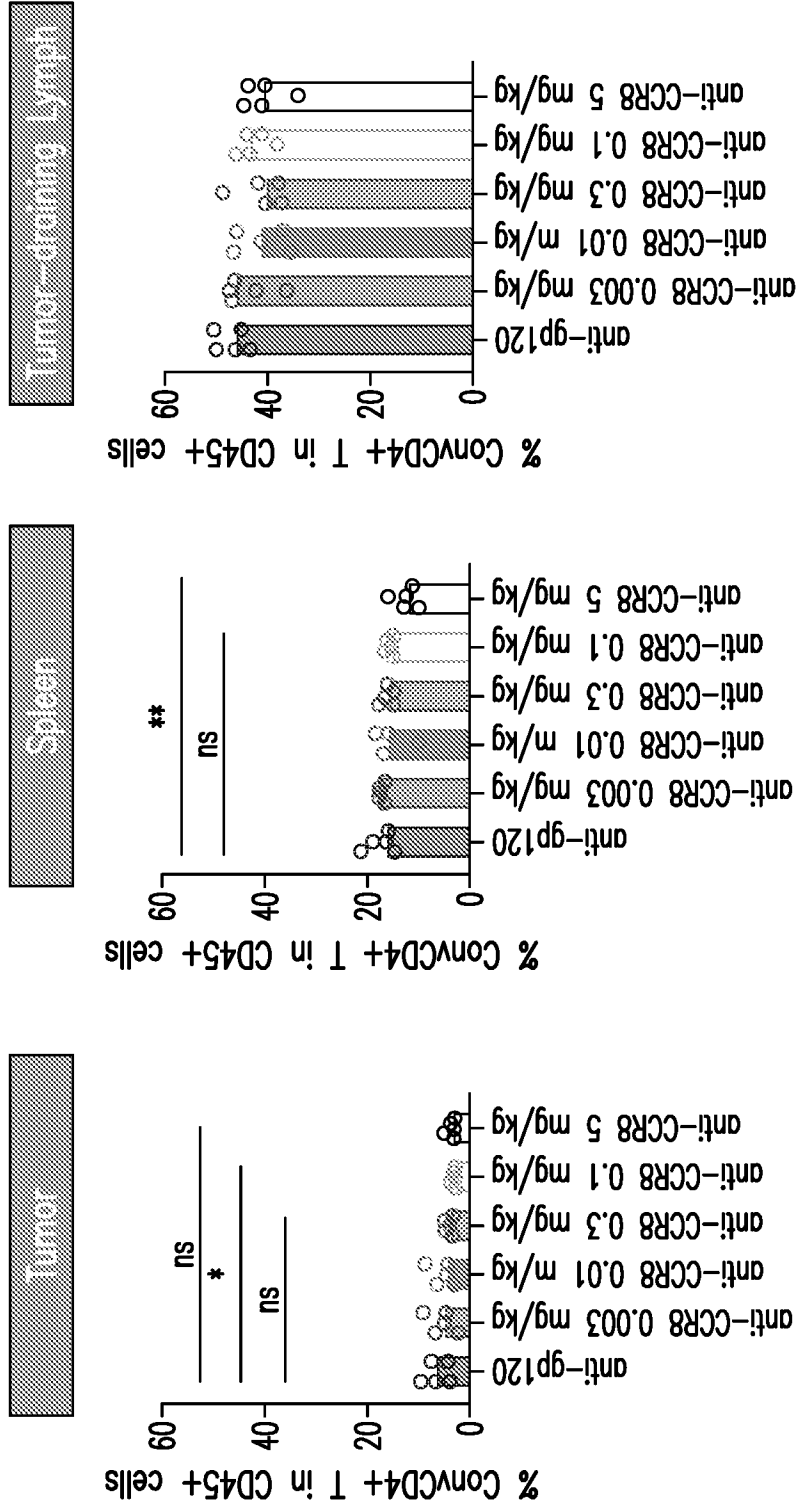 Tumor
% ConvCD4+ T in CD45+ cells
60
40
20
0
ns
*
ns
anti-gp120
anti-CCR8 0.003 mg/kg
anti-CCR8 0.01 m/kg
anti-CCR8 0.3 mg/kg
anti-CCR8 0.1 mg/kg
anti-CCR8 5 mg/kg
Spleen
% ConvCD4+ T in CD45+ cells
60
40
20
0
**
ns
anti-gp120
anti-CCR8 0.003 mg/kg
anti-CCR8 0.01 m/kg
anti-CCR8 0.3 mg/kg
anti-CCR8 0.1 mg/kg
anti-CCR8 5 mg/kg
Tumor-draining Lymph
% ConvCD4+ T in CD45+ cells
60
40
20
0
anti-gp120
anti-CCR8 0.003 mg/kg
anti-CCR8 0.01 m/kg
anti-CCR8 0.3 mg/kg
anti-CCR8 0.1 mg/kg
anti-CCR8 5 mg/kg